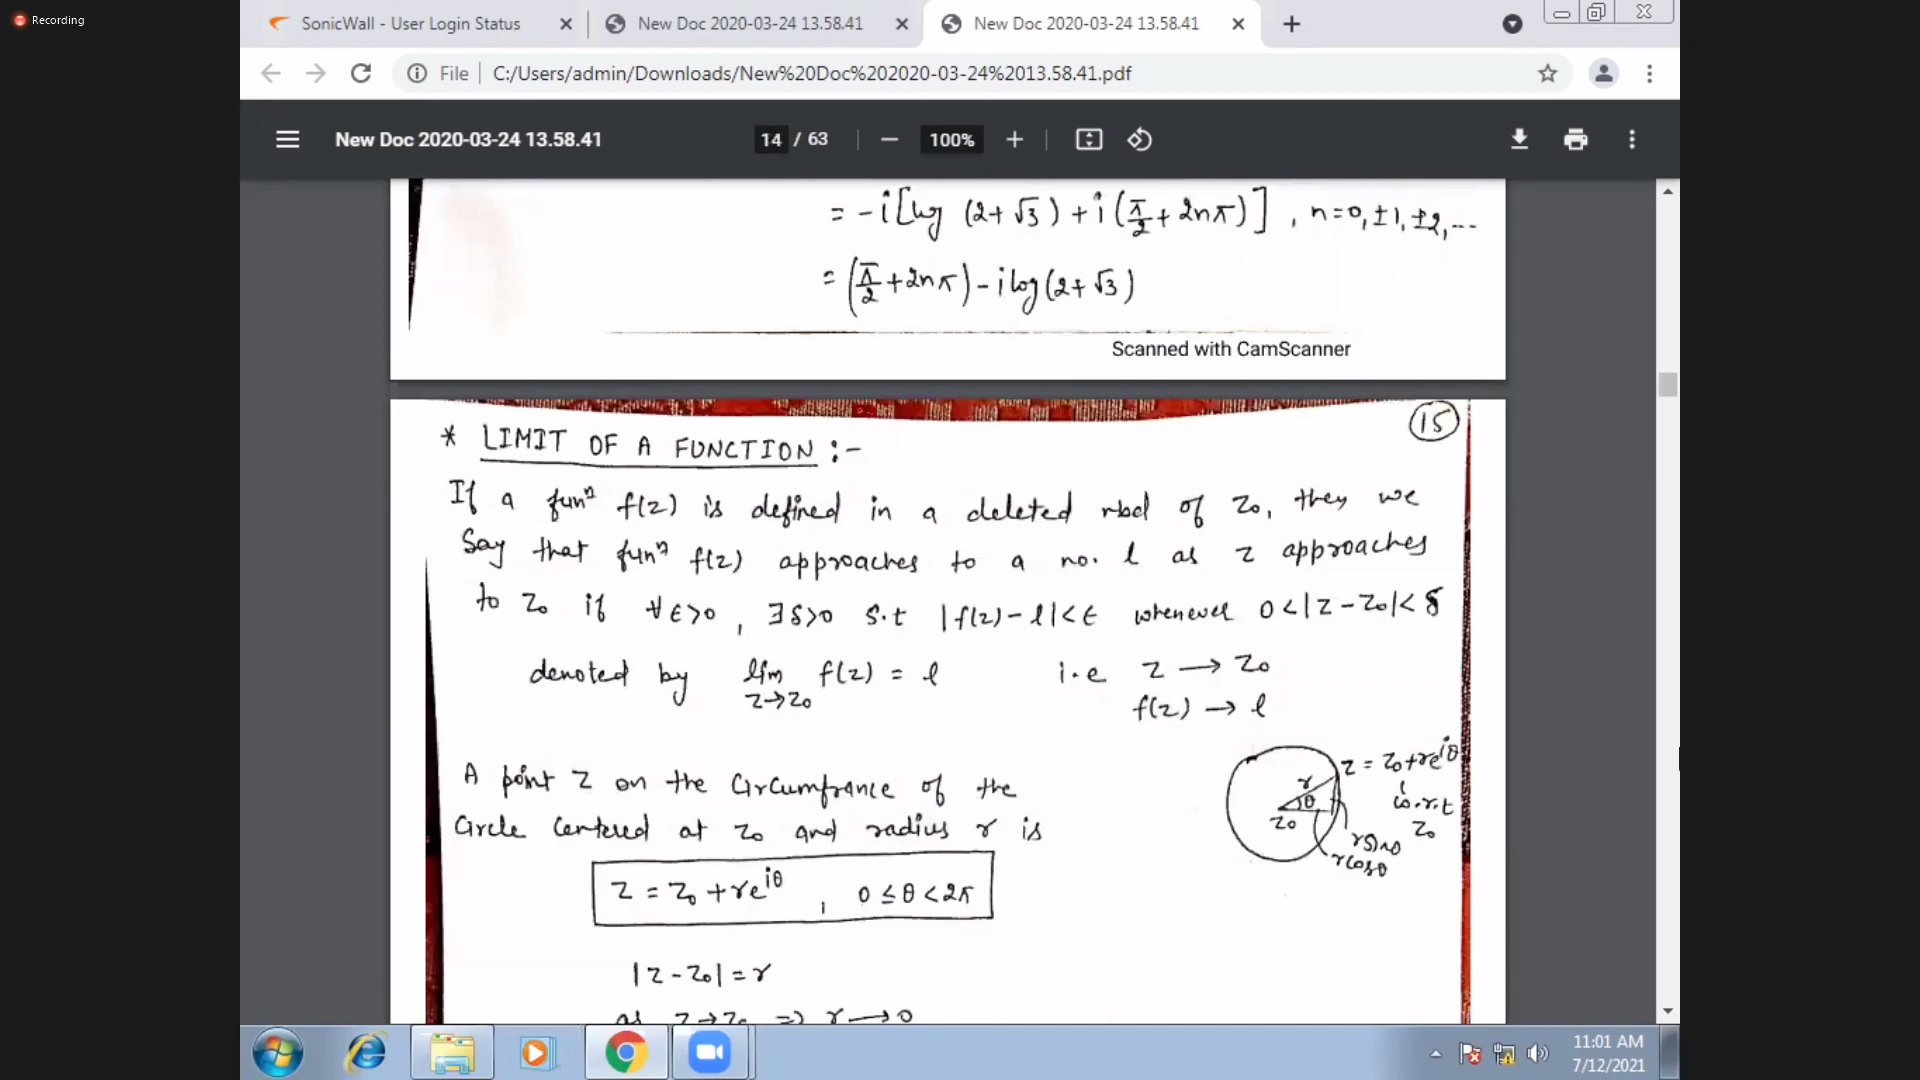 Recording
SonicWall - User Login Status
New Doc 2020-03-24 13.58.41
New Doc 2020-03-24 13.58.41
File C:/Users/admin/Downloads/New%20Doc%202020-03-24%2013.58.41.pdf
New Doc 2020-03-24 13.58.41
14 / 63
100%
= -i[log (2+√3) + i(π/2 + 2nπ)] , n=0, ±1, ±2, ...
= (π/2 + 2nπ) - i log(2+√3)
Scanned with CamScanner
15
* LIMIT OF A FUNCTION :-
If a funⁿ f(z) is defined in a deleted nbd of z₀, then we
Say that funⁿ f(z) approaches to a no. l as z approaches
to z₀ if ∀ ε>0, ∃ δ>0 s.t |f(z) - l| < ε whenever 0 < |z - z₀| < δ
denoted by lim z→z₀ f(z) = l i.e z → z₀
f(z) → l
A point z on the Circumfrance of the
Circle Centered at z₀ and radius r is
z = z₀ + re^iθ , 0 ≤ θ < 2π
z = z₀ + re^iθ
w.r.t
z₀
r
θ
z₀
r sinθ
r cosθ
|z - z₀| = r
as z → z₀ => r → 0
11:01 AM
7/12/2021